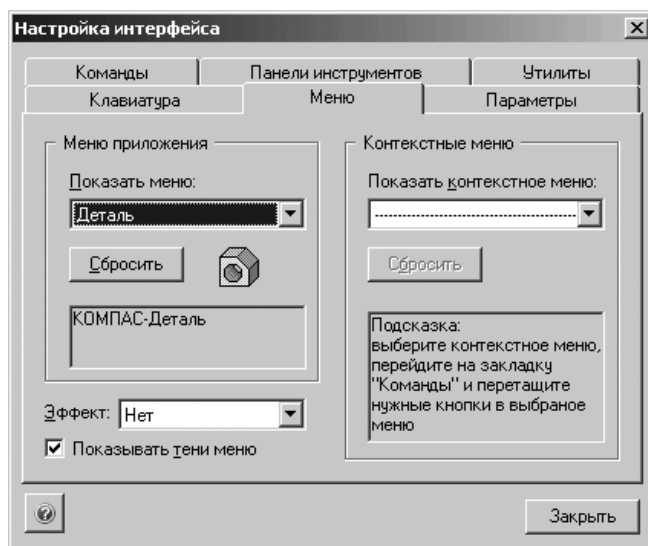 Настройка интерфейса
Команды
Панели инструментов
Утилиты
Клавиатура
Меню
Параметры
Меню приложения
Показать меню:
Деталь
Сбросить
КОМПАС-Деталь
Эффект: Нет
Показывать тени меню
Контекстные меню
Показать контекстное меню:
----------------------------------------
Сбросить
Подсказка:
выберите контекстное меню,
перейдите на закладку
"Команды" и перетащите
нужные кнопки в выбраное
меню
Закрыть